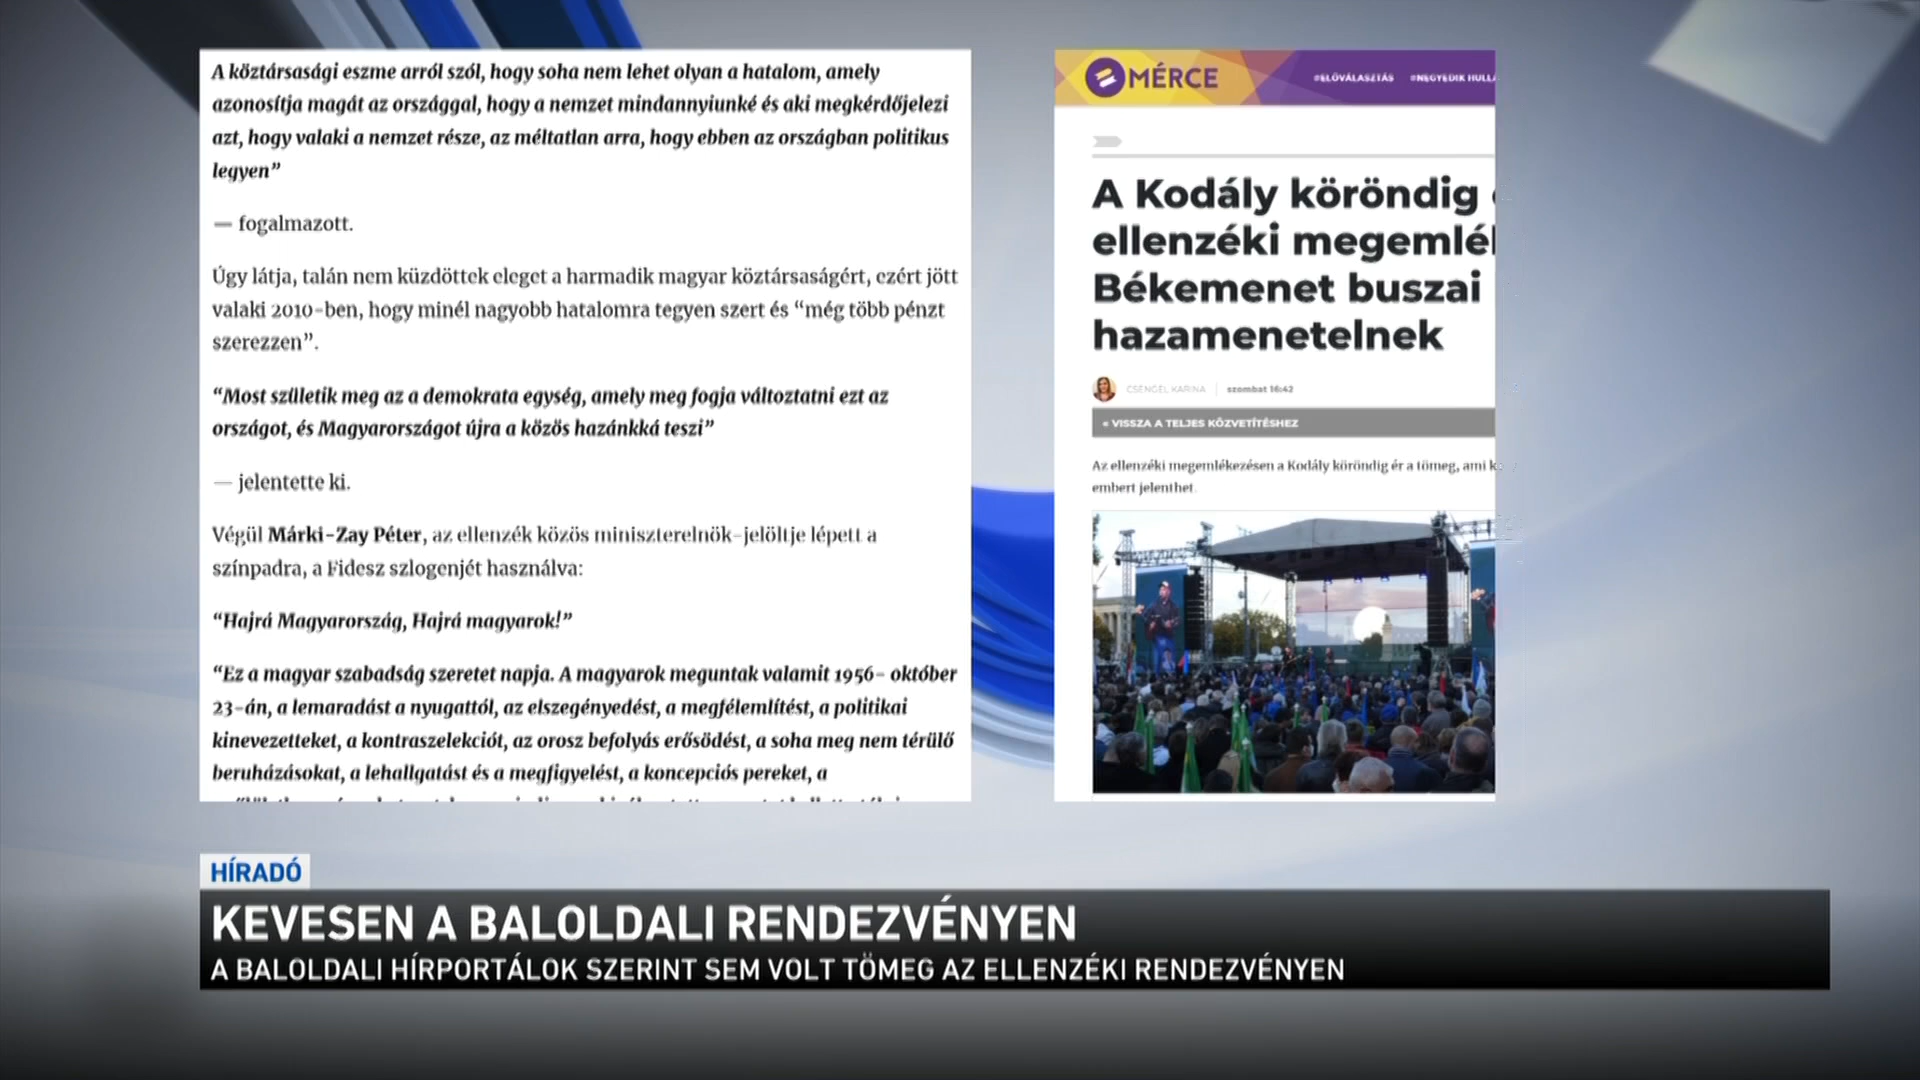 A köztársasági eszme arról szól, hogy soha nem lehet olyan a hatalom, amely
azonosítja magát az országgal, hogy a nemzet mindannyiunké és aki megkérdőjelezi
azt, hogy valaki a nemzet része, az méltatlan arra, hogy ebben az országban politikus
legyen”
— fogalmazott.
Úgy látja, talán nem küzdöttek eleget a harmadik magyar köztársaságért, ezért jött
valaki 2010-ben, hogy minél nagyobb hatalomra tegyen szert és “még több pénzt
szerezzen”.
“Most születik meg az a demokrata egység, amely meg fogja változtatni ezt az
országot, és Magyarországot újra a közös hazánkká teszi”
— jelentette ki.
Végül Márki-Zay Péter, az ellenzék közös miniszterelnök-jelöltje lépett a
színpadra, a Fidesz szlogenjét használva:
“Hajrá Magyarország, Hajrá magyarok!”
“Ez a magyar szabadság szeretet napja. A magyarok meguntak valamit 1956- október
23-án, a lemaradást a nyugattól, az elszegényedést, a megfélemlítést, a politikai
kinevezetteket, a kontraszelekciót, az orosz befolyás erősödést, a soha meg nem térülő
beruházásokat, a lehallgatást és a megfigyelést, a koncepciós pereket, a
MÉRCE
#ELŐVÁLASZTÁS #NEGYEDIK HULLÁ
A Kodály köröndig
ellenzéki megemlé
Békemenet buszai
hazamenetelnek
CSENGEL KARINA szombat 16:42
« VISSZA A TELJES KÖZVETÍTÉSHEZ
Az ellenzéki megemlékezésen a Kodály köröndig ér a tömeg, ami
embert jelenthet.
HÍRADÓ
KEVESEN A BALOLDALI RENDEZVÉNYEN
A BALOLDALI HÍRPORTÁLOK SZERINT SEM VOLT TÖMEG AZ ELLENZÉKI RENDEZVÉNYEN